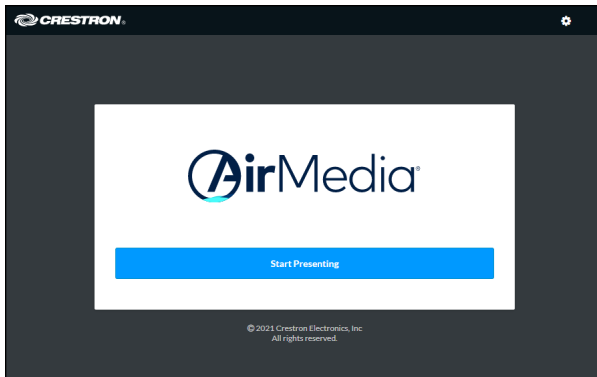 CRESTRON®
AirMedia®
Start Presenting
© 2021 Crestron Electronics, Inc
All rights reserved.